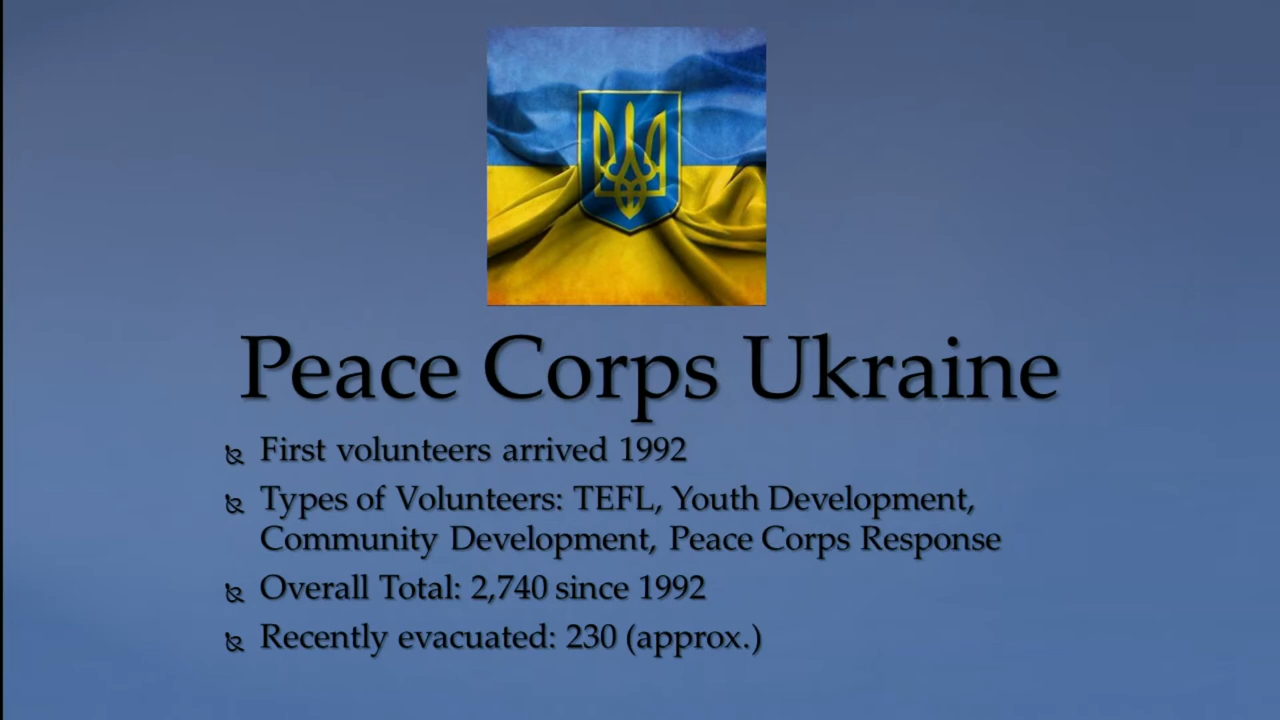 Peace Corps Ukraine
First volunteers arrived 1992
Types of Volunteers: TEFL, Youth Development,
Community Development, Peace Corps Response
Overall Total: 2,740 since 1992
Recently evacuated: 230 (approx.)